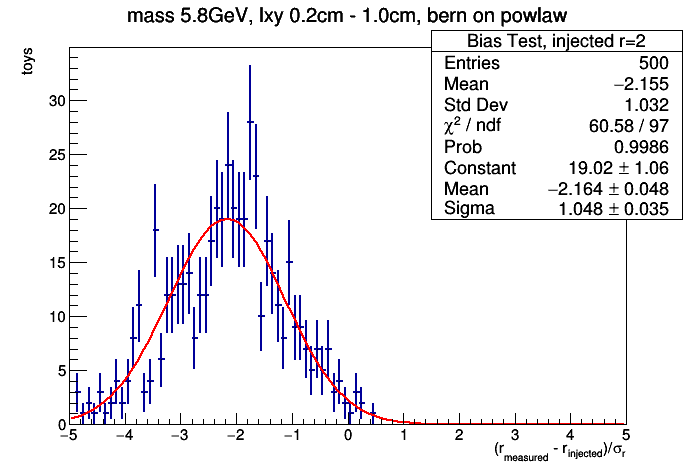 mass 5.8GeV, lxy 0.2cm - 1.0cm, bern on powlaw
Bias Test, injected r=2
Entries 500
Mean −2.155
Std Dev 1.032
χ² / ndf 60.58 / 97
Prob 0.9986
Constant 19.02 ± 1.06
Mean −2.164 ± 0.048
Sigma 1.048 ± 0.035
toys
30
25
20
15
10
5
0
−5 −4 −3 −2 −1 0 1 2 3 4 5
(r_measured - r_injected)/σ_r